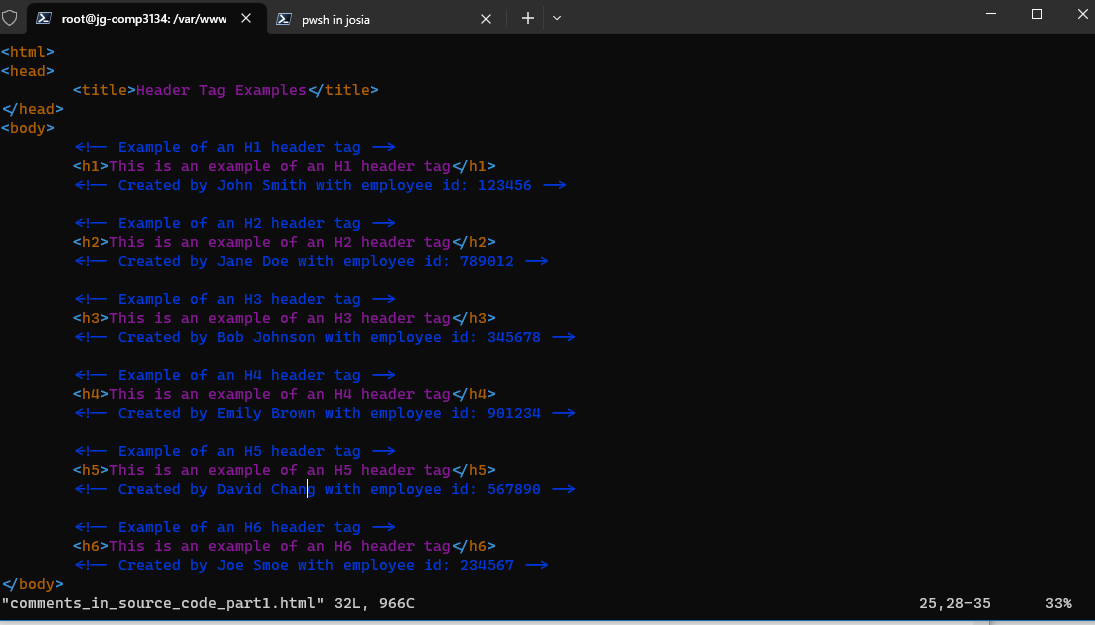 root@jg-comp3134: /var/www
pwsh in josia
<html>
<head>
<title>Header Tag Examples</title>
</head>
<body>
<!-- Example of an H1 header tag -->
<h1>This is an example of an H1 header tag</h1>
<!-- Created by John Smith with employee id: 123456 -->
<!-- Example of an H2 header tag -->
<h2>This is an example of an H2 header tag</h2>
<!-- Created by Jane Doe with employee id: 789012 -->
<!-- Example of an H3 header tag -->
<h3>This is an example of an H3 header tag</h3>
<!-- Created by Bob Johnson with employee id: 345678 -->
<!-- Example of an H4 header tag -->
<h4>This is an example of an H4 header tag</h4>
<!-- Created by Emily Brown with employee id: 901234 -->
<!-- Example of an H5 header tag -->
<h5>This is an example of an H5 header tag</h5>
<!-- Created by David Chang with employee id: 567890 -->
<!-- Example of an H6 header tag -->
<h6>This is an example of an H6 header tag</h6>
<!-- Created by Joe Smoe with employee id: 234567 -->
</body>
"comments_in_source_code_part1.html" 32L, 966C 25,28-35 33%